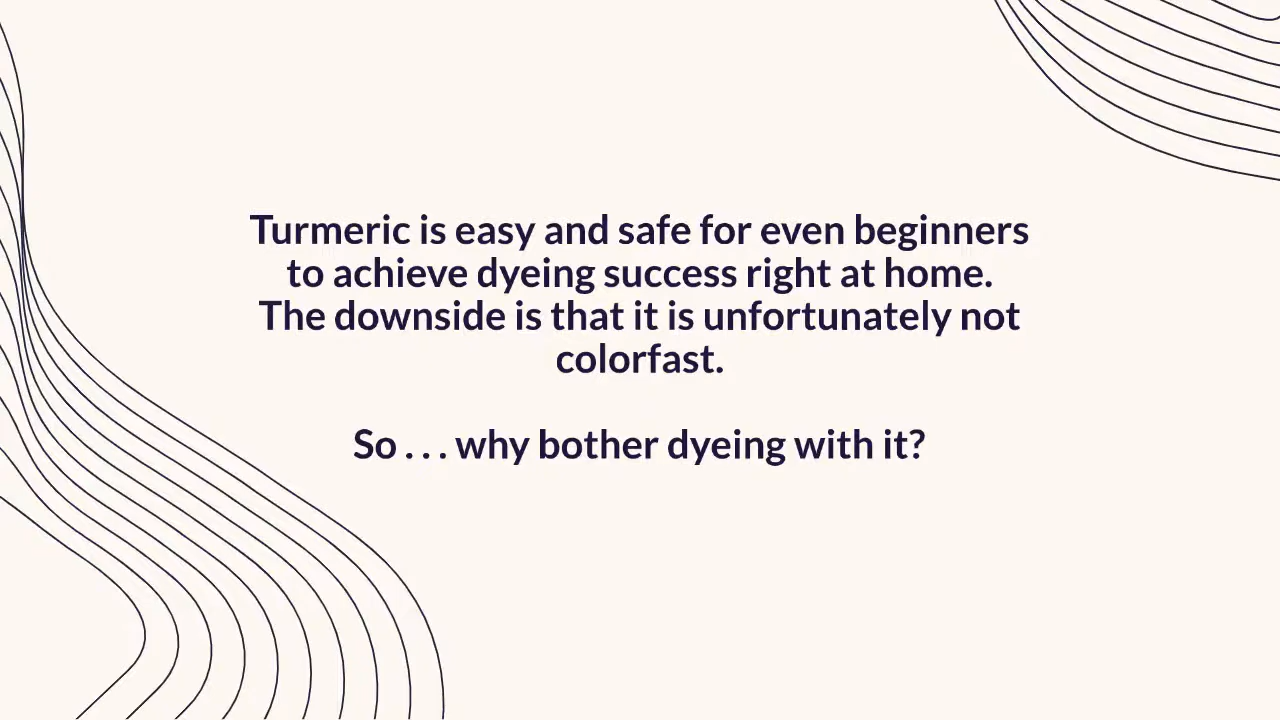 Turmeric is easy and safe for even beginners
to achieve dyeing success right at home.
The downside is that it is unfortunately not
colorfast.
So . . . why bother dyeing with it?